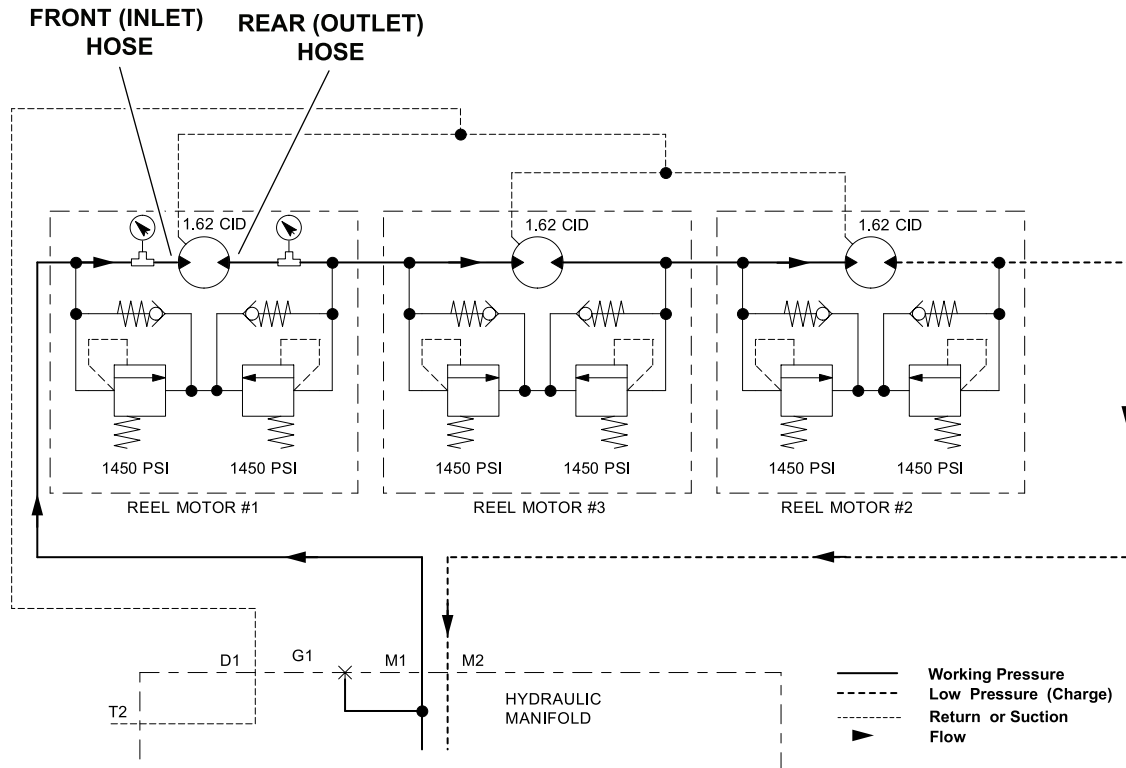 FRONT (INLET)
HOSE
REAR (OUTLET)
HOSE
1.62 CID
1.62 CID
1.62 CID
1450 PSI
1450 PSI
1450 PSI
1450 PSI
1450 PSI
1450 PSI
REEL MOTOR #1
REEL MOTOR #3
REEL MOTOR #2
D1
G1
M1
M2
T2
HYDRAULIC
MANIFOLD
Working Pressure
Low Pressure (Charge)
Return or Suction
Flow